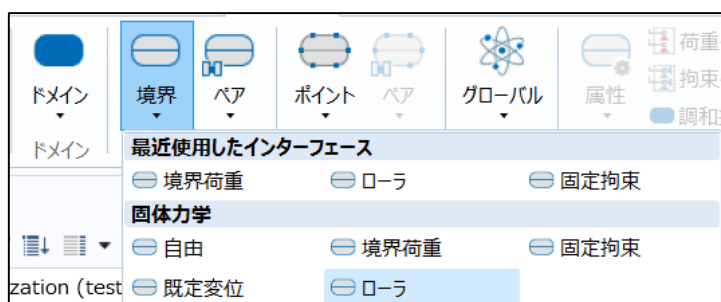 ドメイン 境界 ペア ポイント ペア グローバル 属性 荷重
拘束
調和
ドメイン
最近使用したインターフェース
境界荷重 ローラ 固定拘束
固体力学
自由 境界荷重 固定拘束
zation (test 既定変位 ローラ